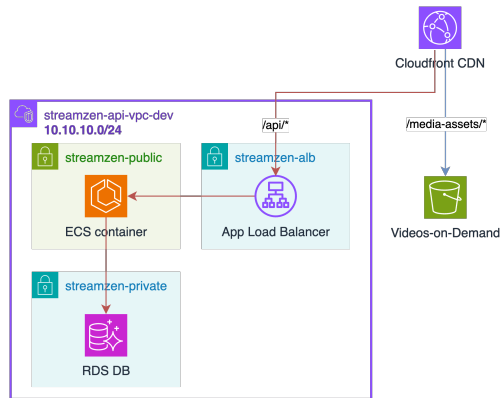 Cloudfront CDN
streamzen-api-vpc-dev
10.10.10.0/24
/api/*
/media-assets/*
streamzen-public
streamzen-alb
ECS container
App Load Balancer
Videos-on-Demand
streamzen-private
RDS DB